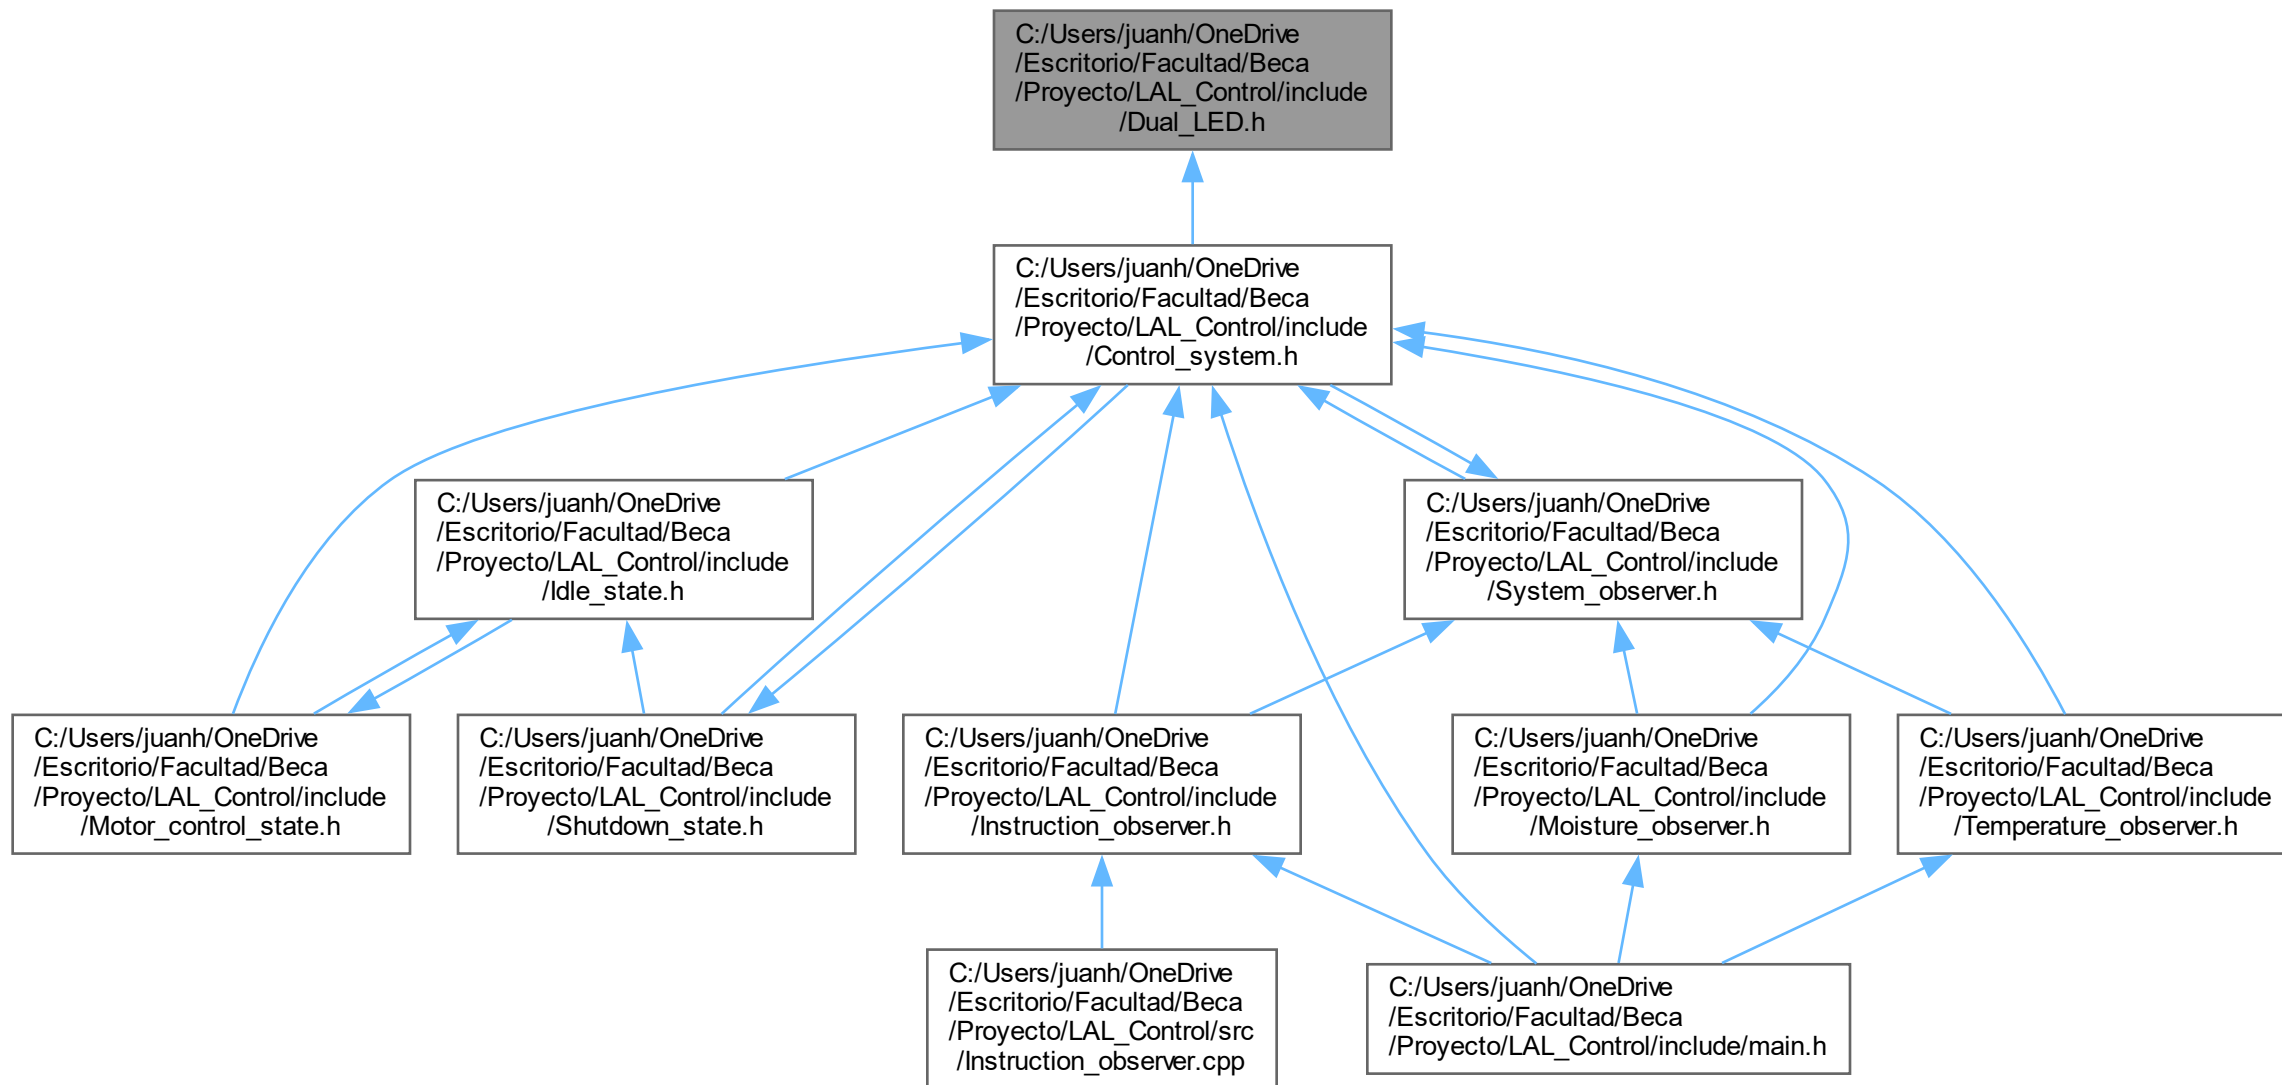 C:/Users/juanh/OneDrive
/Escritorio/Facultad/Beca
/Proyecto/LAL_Control/include
/Dual_LED.h
C:/Users/juanh/OneDrive
/Escritorio/Facultad/Beca
/Proyecto/LAL_Control/include
/Control_system.h
C:/Users/juanh/OneDrive
/Escritorio/Facultad/Beca
/Proyecto/LAL_Control/include
/Idle_state.h
C:/Users/juanh/OneDrive
/Escritorio/Facultad/Beca
/Proyecto/LAL_Control/include
/System_observer.h
C:/Users/juanh/OneDrive
/Escritorio/Facultad/Beca
/Proyecto/LAL_Control/include
/Motor_control_state.h
C:/Users/juanh/OneDrive
/Escritorio/Facultad/Beca
/Proyecto/LAL_Control/include
/Shutdown_state.h
C:/Users/juanh/OneDrive
/Escritorio/Facultad/Beca
/Proyecto/LAL_Control/include
/Instruction_observer.h
C:/Users/juanh/OneDrive
/Escritorio/Facultad/Beca
/Proyecto/LAL_Control/include
/Moisture_observer.h
C:/Users/juanh/OneDrive
/Escritorio/Facultad/Beca
/Proyecto/LAL_Control/include
/Temperature_observer.h
C:/Users/juanh/OneDrive
/Escritorio/Facultad/Beca
/Proyecto/LAL_Control/src
/Instruction_observer.cpp
C:/Users/juanh/OneDrive
/Escritorio/Facultad/Beca
/Proyecto/LAL_Control/include/main.h